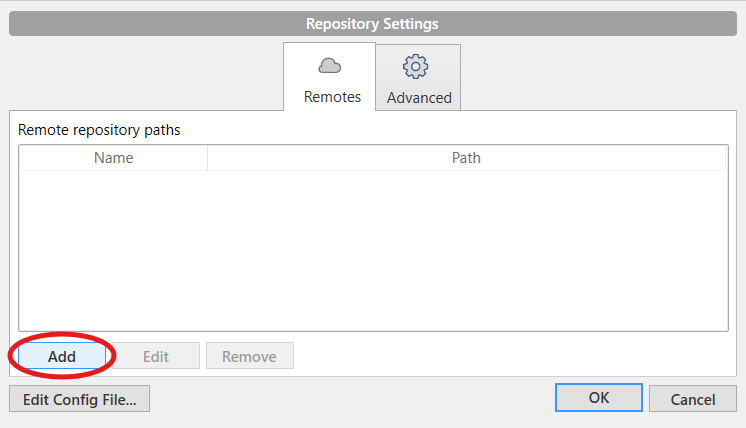 Repository Settings
Remotes
Advanced
Remote repository paths
Name Path
Add Edit Remove
Edit Config File... OK Cancel